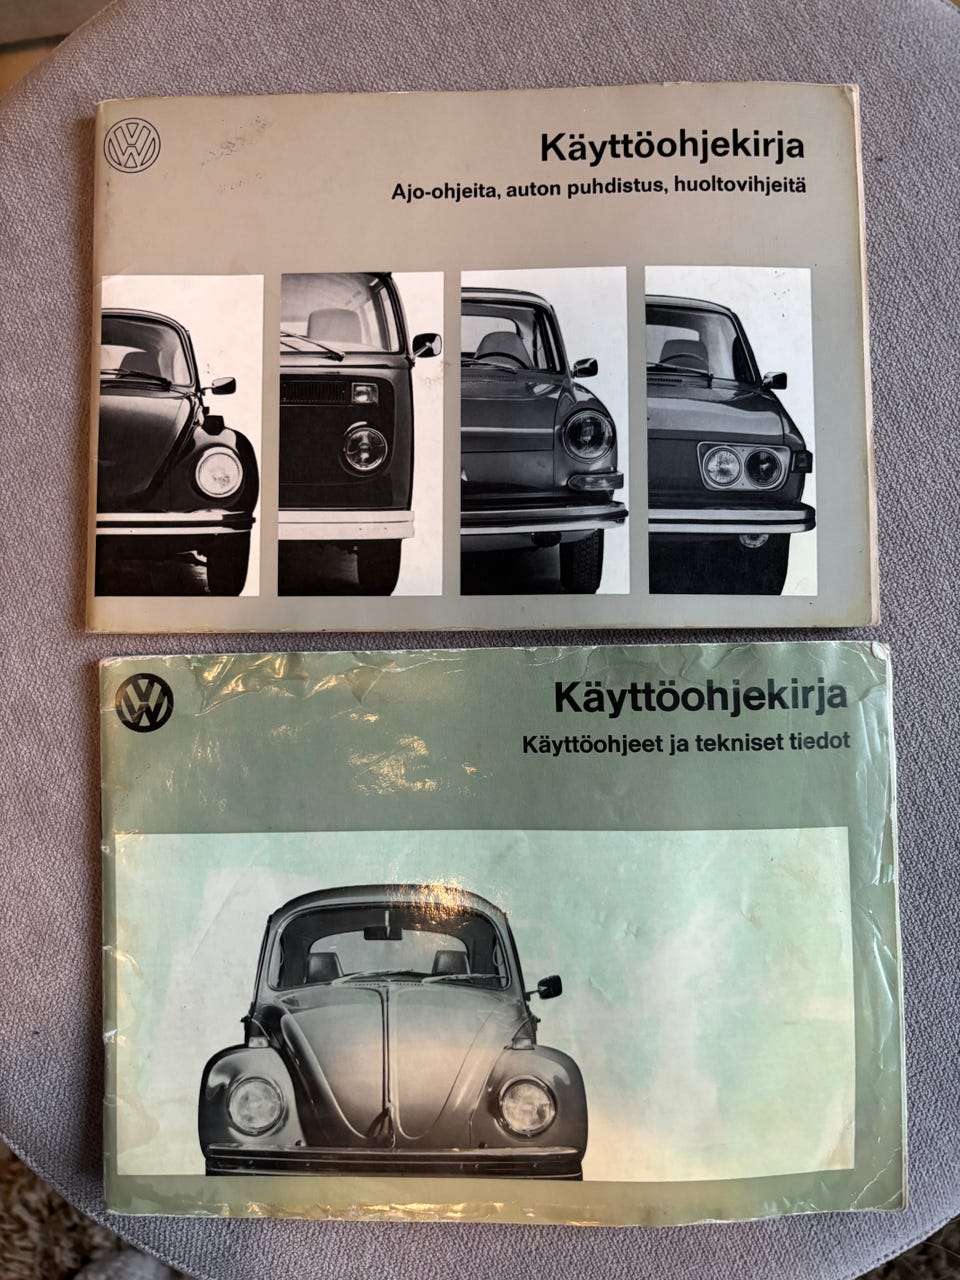 Käyttöohjekirja
Ajo-ohjeita, auton puhdistus, huoltovihjeitä
Käyttöohjekirja
Käyttöohjeet ja tekniset tiedot